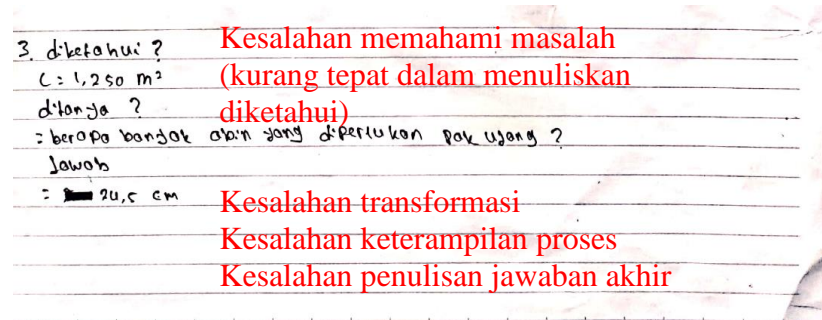 3. diketahui ?
Kesalahan memahami masalah
L = 1,250 m²
(kurang tepat dalam menuliskan
ditanya ?
diketahui)
= berapa banyak ubin yang diperlukan pak ujang ?
Jawab
= 24,5 cm
Kesalahan transformasi
Kesalahan keterampilan proses
Kesalahan penulisan jawaban akhir